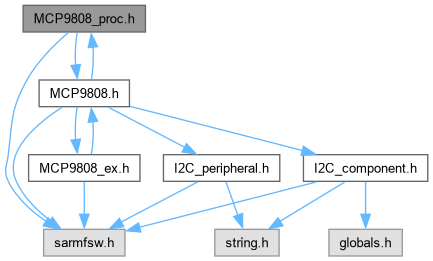 MCP9808_proc.h
MCP9808.h
MCP9808_ex.h
I2C_peripheral.h
I2C_component.h
sarmfsw.h
string.h
globals.h